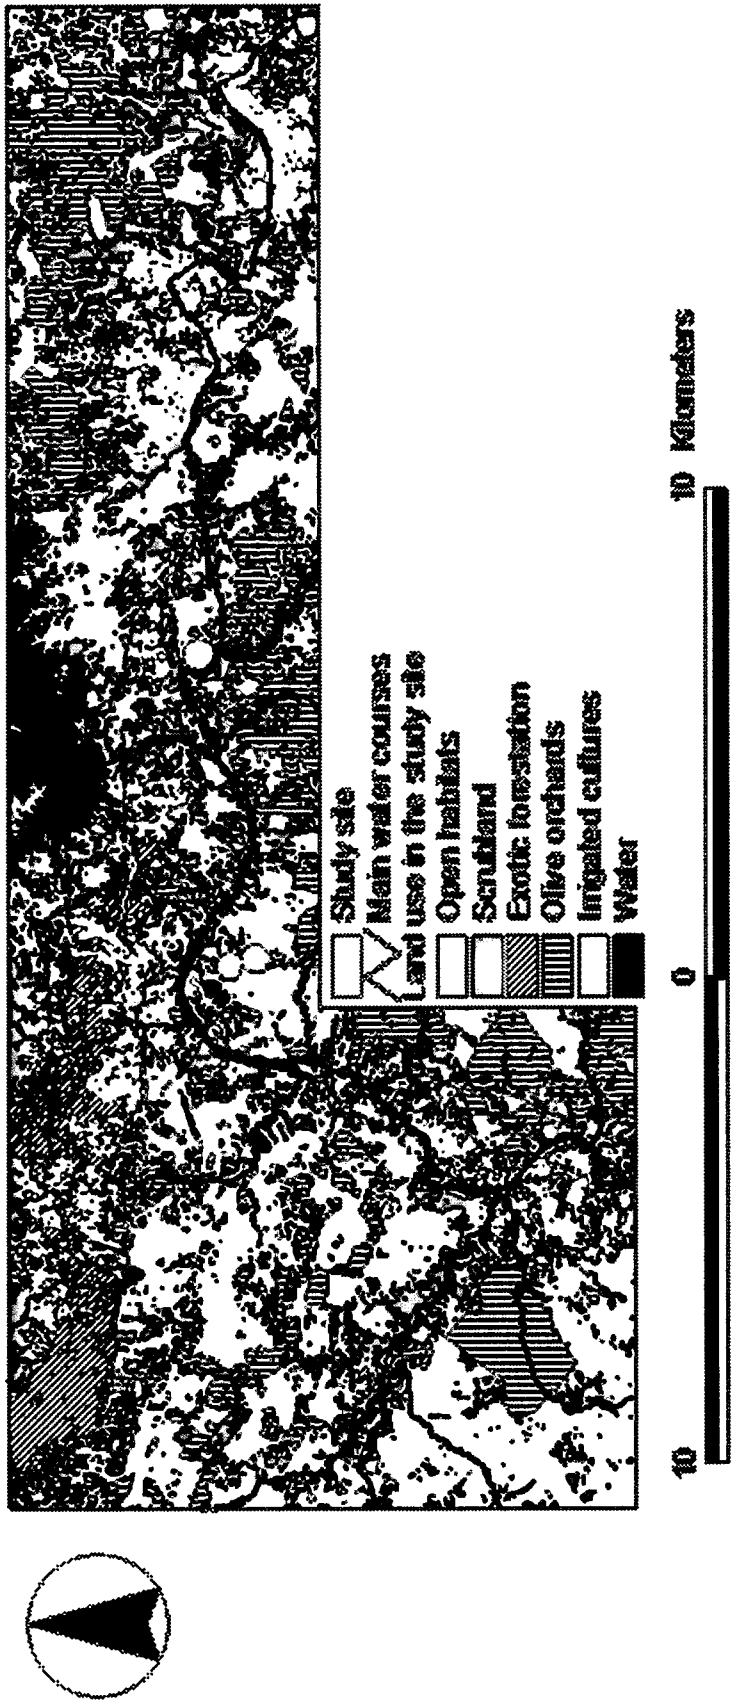 Study site
Main water courses
Land use in the study site
Open habitats
Scrubland
Exotic forestation
Olive orchards
Irrigated cultures
Water
10 0 10 Kilometers